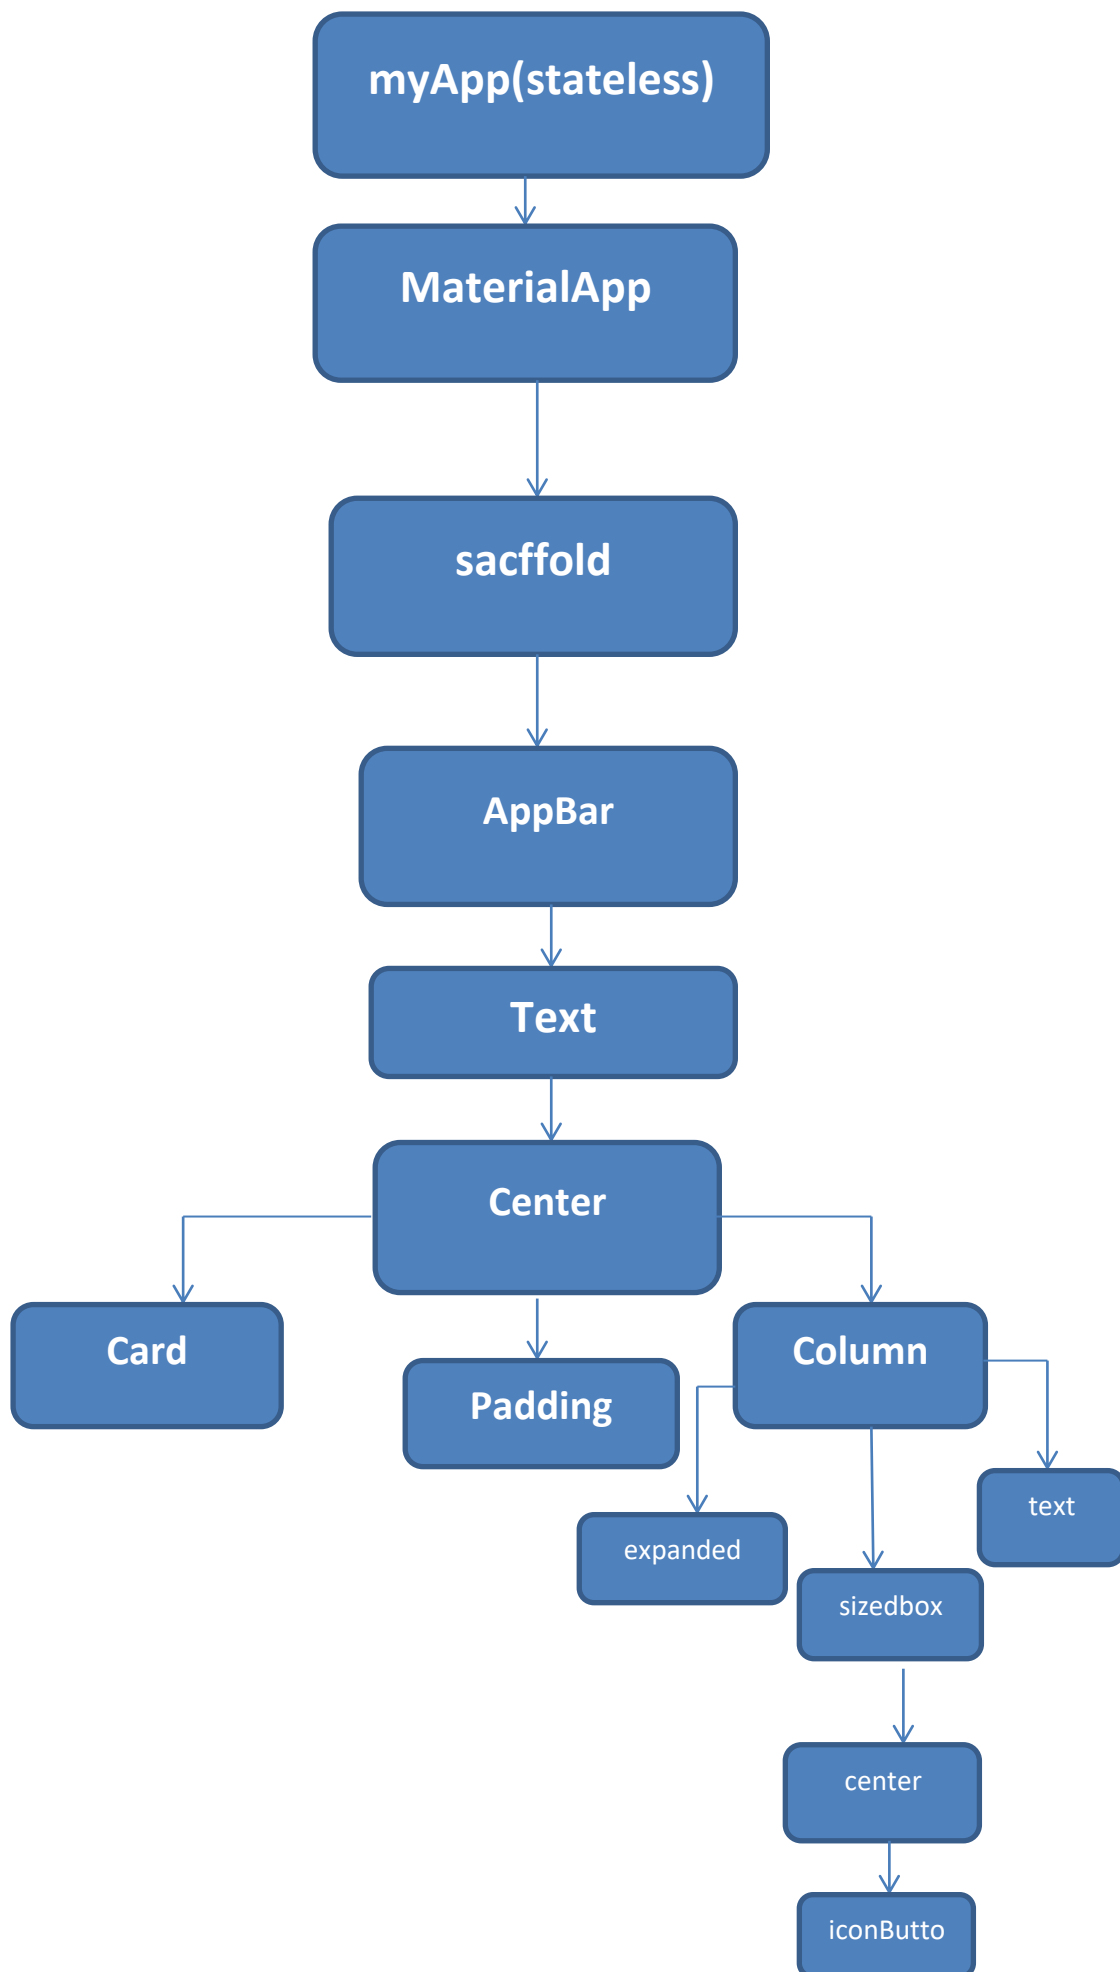 myApp(stateless)
MaterialApp
sacffold
AppBar
Text
Center
Card
Padding
Column
expanded
sizedbox
text
center
iconButto